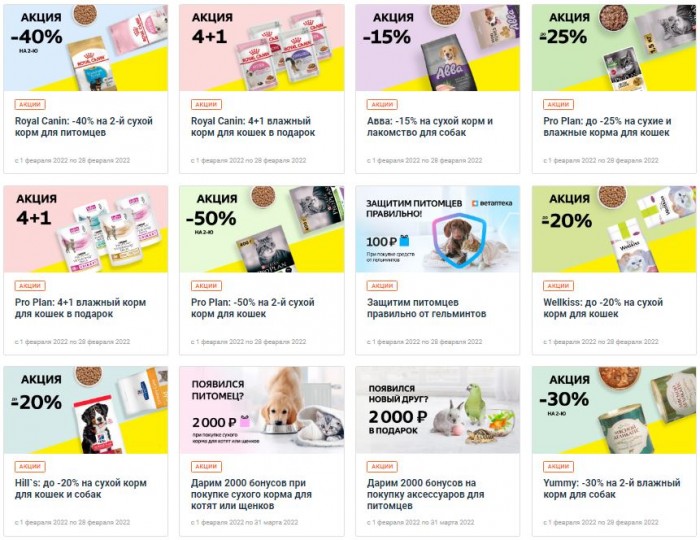 АКЦИЯ
-40%
НА 2-Ю
ROYAL CANIN
АКЦИИ
Royal Canin: -40% на 2-й сухой
корм для питомцев
с 1 февраля 2022 по 28 февраля 2022
АКЦИЯ
4+1
ROYAL CANIN
ROYAL CANIN
АКЦИИ
Royal Canin: 4+1 влажный
корм для кошек в подарок
с 1 февраля 2022 по 28 февраля 2022
АКЦИЯ
-15%
Авва
АКЦИИ
Авва: -15% на сухой корм и
лакомство для собак
с 1 февраля 2022 по 28 февраля 2022
АКЦИЯ
ДО
-25%
АКЦИИ
Pro Plan: до -25% на сухие и
влажные корма для кошек
с 1 февраля 2022 по 28 февраля 2022
АКЦИЯ
4+1
АКЦИИ
Pro Plan: 4+1 влажный корм
для кошек в подарок
с 1 февраля 2022 по 28 февраля 2022
АКЦИЯ
-50%
НА 2-Ю
АКЦИИ
Pro Plan: -50% на 2-й сухой
корм для кошек
с 1 февраля 2022 по 28 февраля 2022
ЗАЩИТИМ ПИТОМЦЕВ
ПРАВИЛЬНО!
ветаптека
100 ₽
При покупке средств
от гельминтов
АКЦИИ
Защитим питомцев
правильно от гельминтов
с 1 февраля 2022 по 28 февраля 2022
АКЦИЯ
ДО
-20%
Wellkiss
АКЦИИ
Wellkiss: до -20% на сухой
корм для кошек
с 1 февраля 2022 по 28 февраля 2022
АКЦИЯ
ДО
-20%
Hill's
АКЦИИ
Hill`s: до -20% на сухой корм
для кошек и собак
с 1 февраля 2022 по 28 февраля 2022
ПОЯВИЛСЯ
ПИТОМЕЦ?
2 000 ₽
при покупке сухого
корма для котят или щенков
АКЦИИ
Дарим 2000 бонусов при
покупке сухого корма для
котят или щенков
с 1 февраля 2022 по 31 марта 2022
ПОЯВИЛСЯ
НОВЫЙ ДРУГ?
2 000 ₽
В ПОДАРОК
АКЦИИ
Дарим 2000 бонусов на
покупку аксессуаров для
питомцев
с 1 февраля 2022 по 31 марта 2022
АКЦИЯ
-30%
НА 2-Ю
АКЦИИ
Yummy: -30% на 2-й влажный
корм для собак
с 1 февраля 2022 по 28 февраля 2022